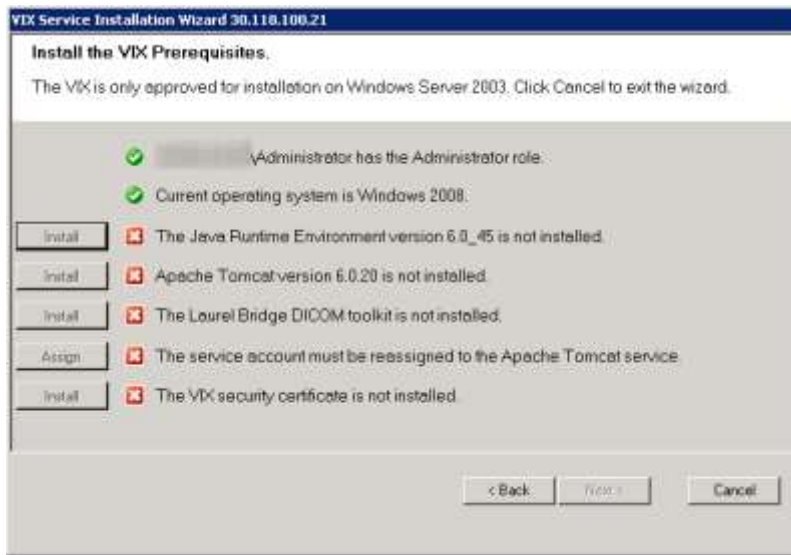 VIX Service Installation Wizard 30.118.100.21
Install the VIX Prerequisites.
The VIX is only approved for installation on Windows Server 2003. Click Cancel to exit the wizard.
\Administrator has the Administrator role.
Current operating system is Windows 2008.
Install The Java Runtime Environment version 6.0_45 is not installed.
Install Apache Tomcat version 6.0.20 is not installed.
Install The Laurel Bridge DICOM toolkit is not installed.
Assign The service account must be reassigned to the Apache Tomcat service.
Install The VIX security certificate is not installed.
< Back Next > Cancel